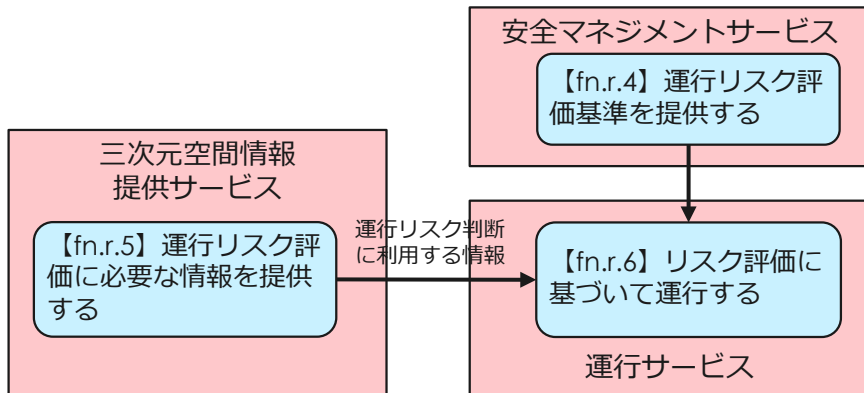 安全マネジメントサービス
【fn.r.4】運行リスク評
価基準を提供する
三次元空間情報
提供サービス
【fn.r.5】運行リスク評
価に必要な情報を提供
する
運行リスク判断
に利用する情報
【fn.r.6】リスク評価に
基づいて運行する
運行サービス